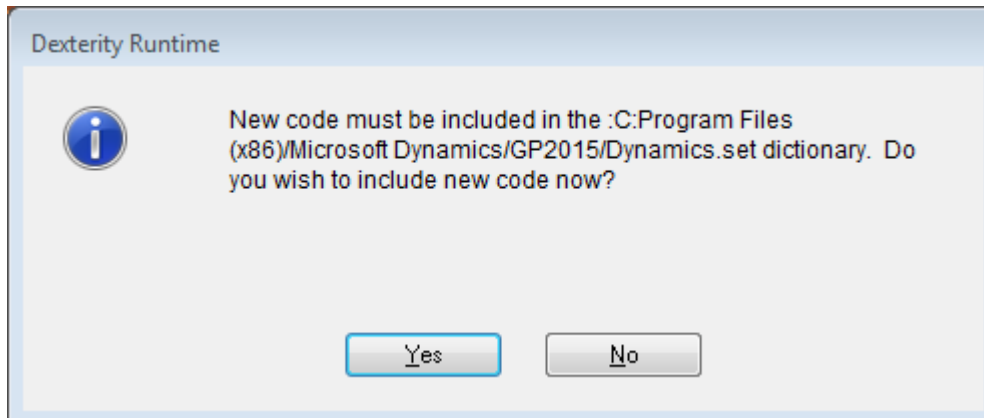 Dexterity Runtime
New code must be included in the :C:Program Files
(x86)/Microsoft Dynamics/GP2015/Dynamics.set dictionary.  Do
you wish to include new code now?
Yes
No